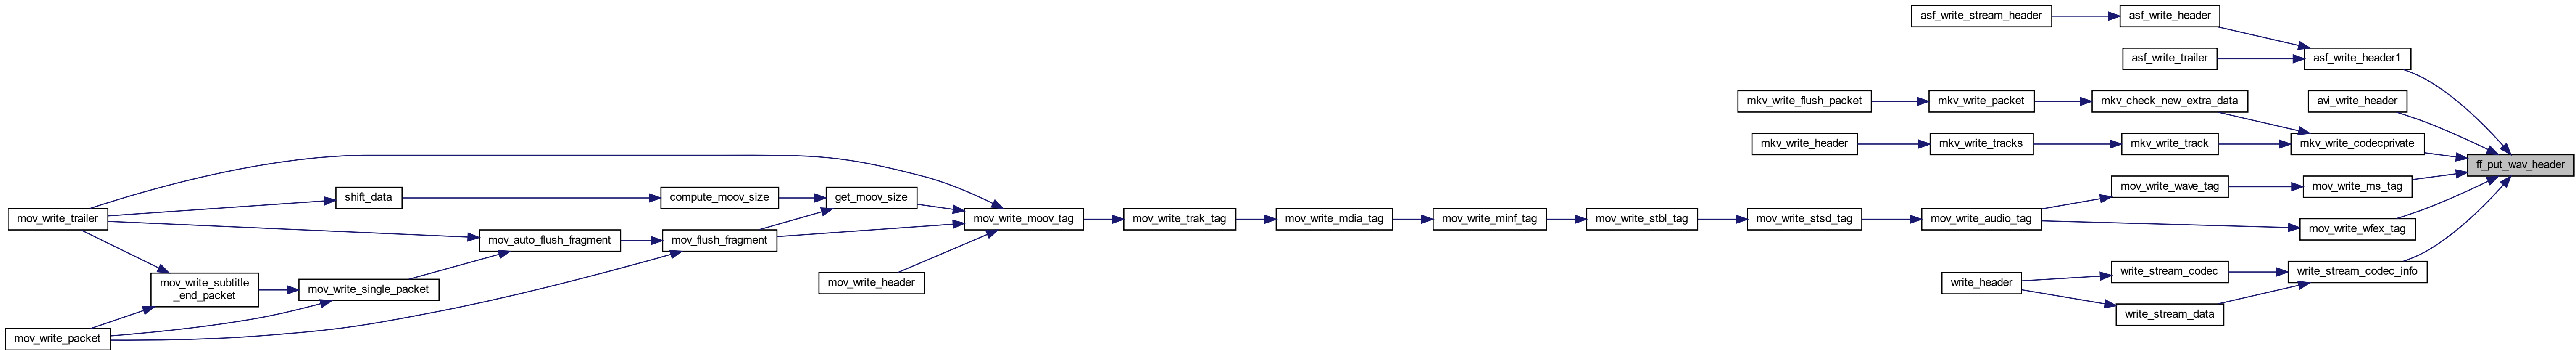 asf_write_stream_header
asf_write_header
asf_write_trailer
asf_write_header1
mkv_write_flush_packet
mkv_write_packet
mkv_check_new_extra_data
avi_write_header
mkv_write_header
mkv_write_tracks
mkv_write_track
mkv_write_codecprivate
ff_put_wav_header
mov_write_trailer
shift_data
compute_moov_size
get_moov_size
mov_write_moov_tag
mov_write_trak_tag
mov_write_mdia_tag
mov_write_minf_tag
mov_write_stbl_tag
mov_write_stsd_tag
mov_write_audio_tag
mov_write_wave_tag
mov_write_ms_tag
mov_write_wfex_tag
mov_auto_flush_fragment
mov_flush_fragment
mov_write_subtitle
_end_packet
mov_write_single_packet
mov_write_header
write_header
write_stream_codec
write_stream_codec_info
write_stream_data
mov_write_packet